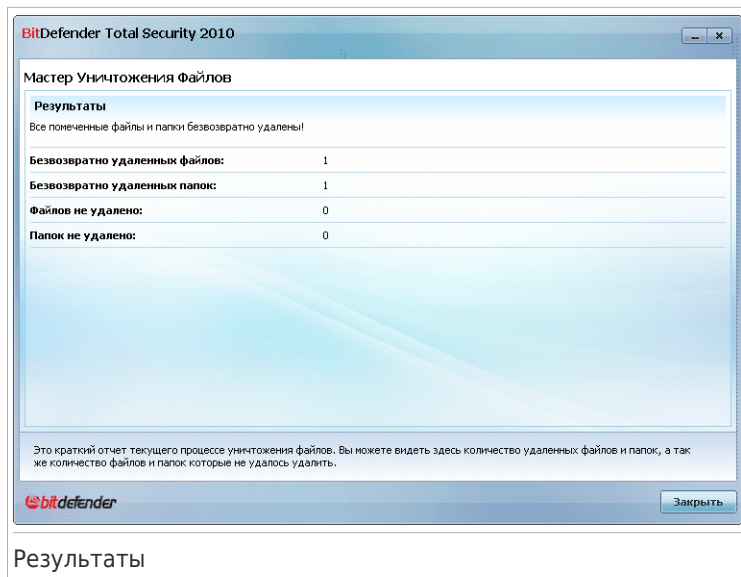 BitDefender Total Security 2010
Мастер Уничтожения Файлов
Результаты
Все помеченные файлы и папки безвозвратно удалены!
Безвозвратно удаленных файлов: 1
Безвозвратно удаленных папок: 1
Файлов не удалено: 0
Папок не удалено: 0
Это краткий отчет текущего процессе уничтожения файлов. Вы можете видеть здесь количество удаленных файлов и папок, а так
же количество файлов и папок которые не удалось удалить.
bitdefender
Закрыть
Результаты